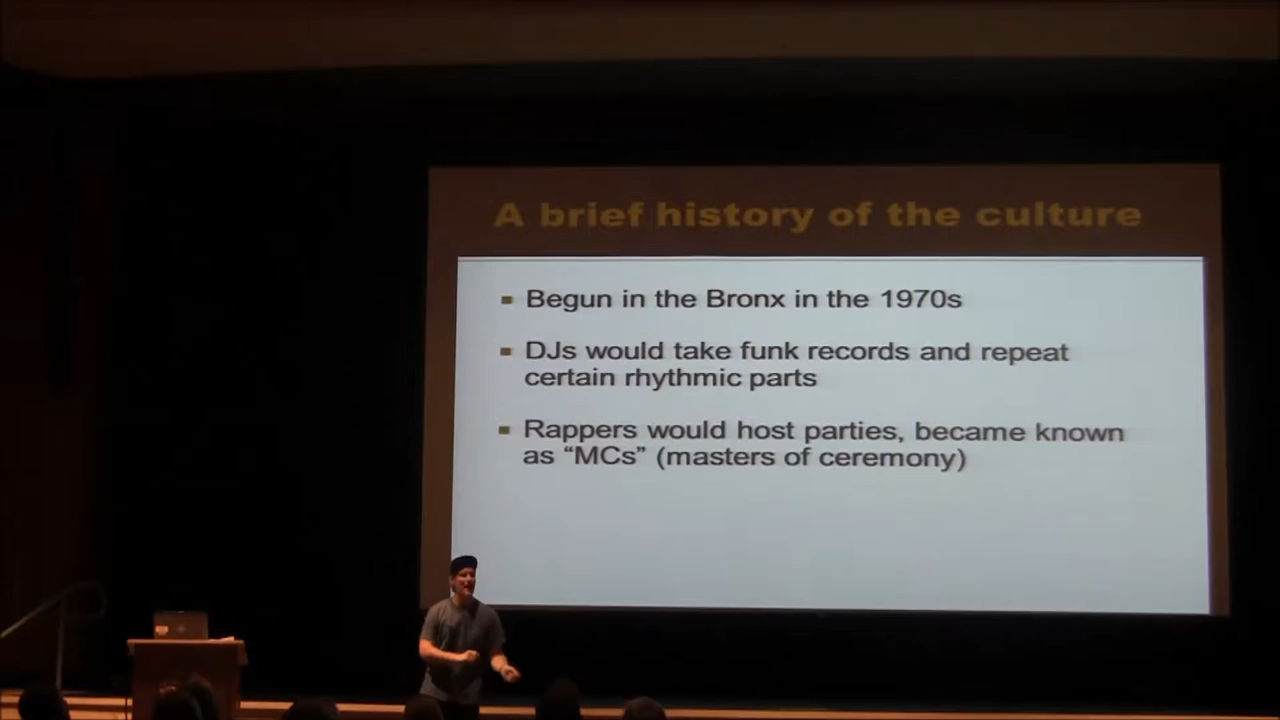 A brief history of the culture
▪ Begun in the Bronx in the 1970s
▪ DJs would take funk records and repeat
certain rhythmic parts
▪ Rappers would host parties, became known
as “MCs” (masters of ceremony)